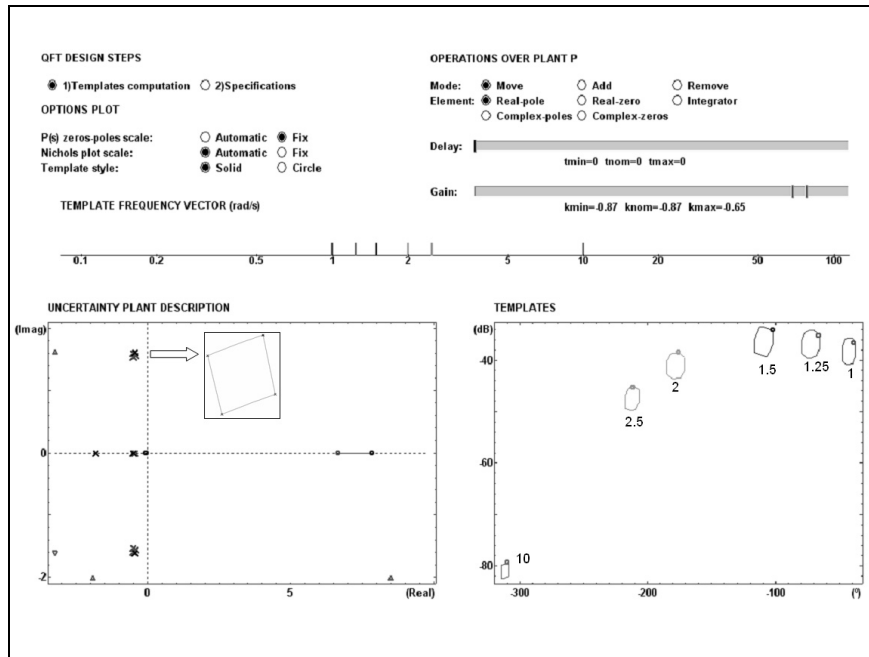 QFT DESIGN STEPS
1)Templates computation 2)Specifications
OPTIONS PLOT
P(s) zeros-poles scale: Automatic Fix
Nichols plot scale: Automatic Fix
Template style: Solid Circle
OPERATIONS OVER PLANT P
Mode: Move Add Remove
Element: Real-pole Real-zero Integrator
Complex-poles Complex-zeros
Delay:
tmin=0 tnom=0 tmax=0
Gain:
kmin=-0.87 knom=-0.87 kmax=-0.65
TEMPLATE FREQUENCY VECTOR (rad/s)
0.1 0.2 0.5 1 2 5 10 20 50 100
UNCERTAINTY PLANT DESCRIPTION
(Imag)
0
-2
0 5 (Real)
TEMPLATES
(dB)
-40
-60
-80
1.5 1.25 1
2
2.5
10
-300 -200 -100 (º)